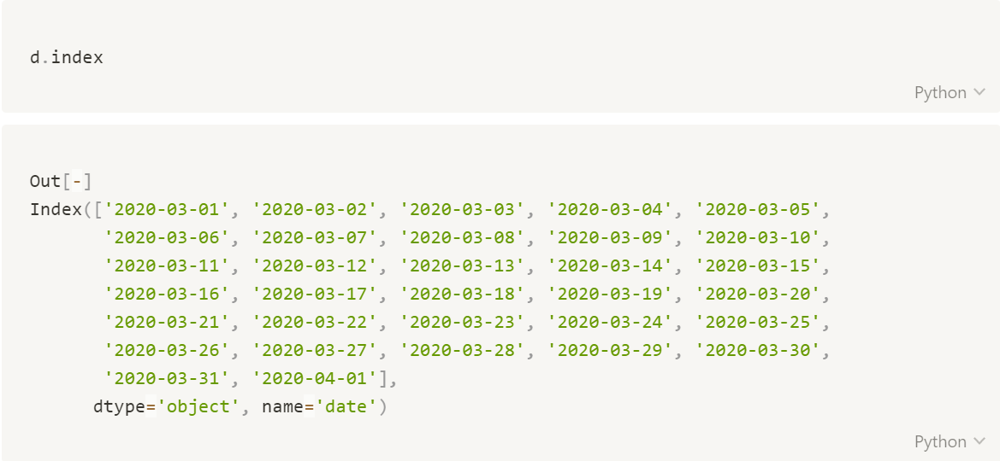 d.index
Python
Out[-]
Index(['2020-03-01', '2020-03-02', '2020-03-03', '2020-03-04', '2020-03-05',
'2020-03-06', '2020-03-07', '2020-03-08', '2020-03-09', '2020-03-10',
'2020-03-11', '2020-03-12', '2020-03-13', '2020-03-14', '2020-03-15',
'2020-03-16', '2020-03-17', '2020-03-18', '2020-03-19', '2020-03-20',
'2020-03-21', '2020-03-22', '2020-03-23', '2020-03-24', '2020-03-25',
'2020-03-26', '2020-03-27', '2020-03-28', '2020-03-29', '2020-03-30',
'2020-03-31', '2020-04-01'],
dtype='object', name='date')
Python